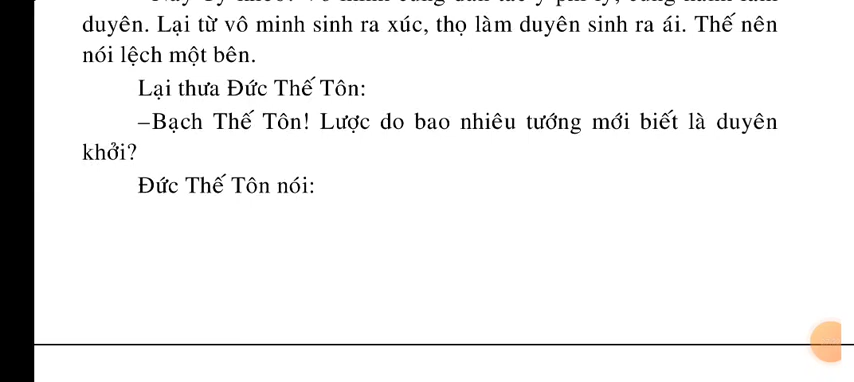 duyên. Lại từ vô minh sinh ra xúc, thọ làm duyên sinh ra ái. Thế nên
nói lệch một bên.
Lại thưa Đức Thế Tôn:
–Bạch Thế Tôn! Lược do bao nhiêu tướng mới biết là duyên
khởi?
Đức Thế Tôn nói: